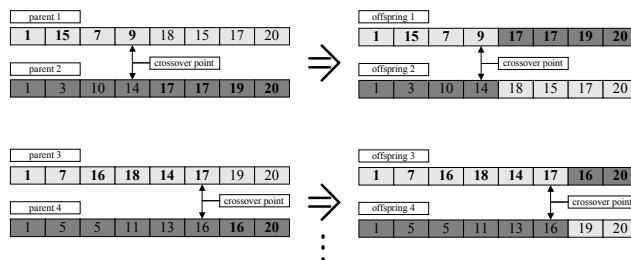 parent 1
1 15 7 9 18 15 17 20
crossover point
parent 2
1 3 10 14 17 17 19 20
offspring 1
1 15 7 9 17 17 19 20
crossover point
offspring 2
1 3 10 14 18 15 17 20
parent 3
1 7 16 18 14 17 19 20
crossover point
parent 4
1 5 5 11 13 16 16 20
offspring 3
1 7 16 18 14 17 16 20
crossover point
offspring 4
1 5 5 11 13 16 19 20